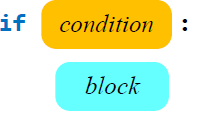 if condition :
block